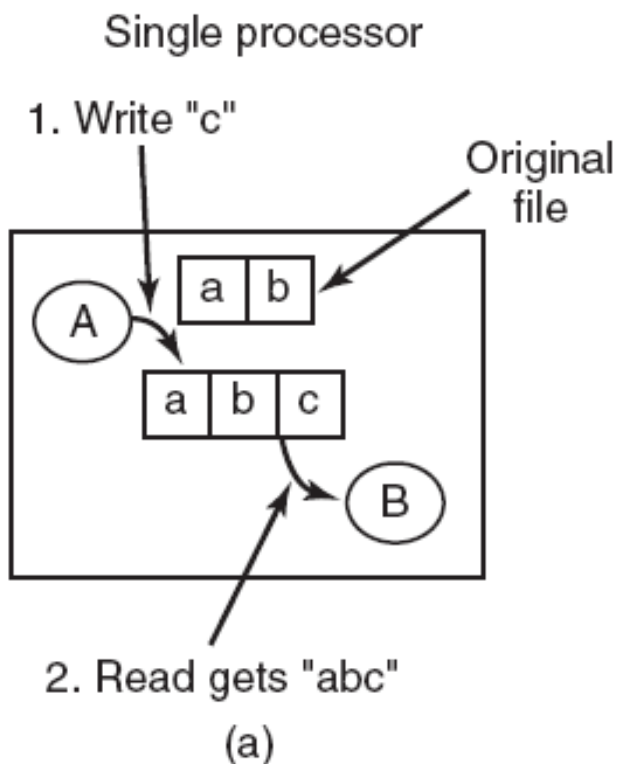 Single processor
1. Write "c"
Original
file
a b
A
a b c
B
2. Read gets "abc"
(a)